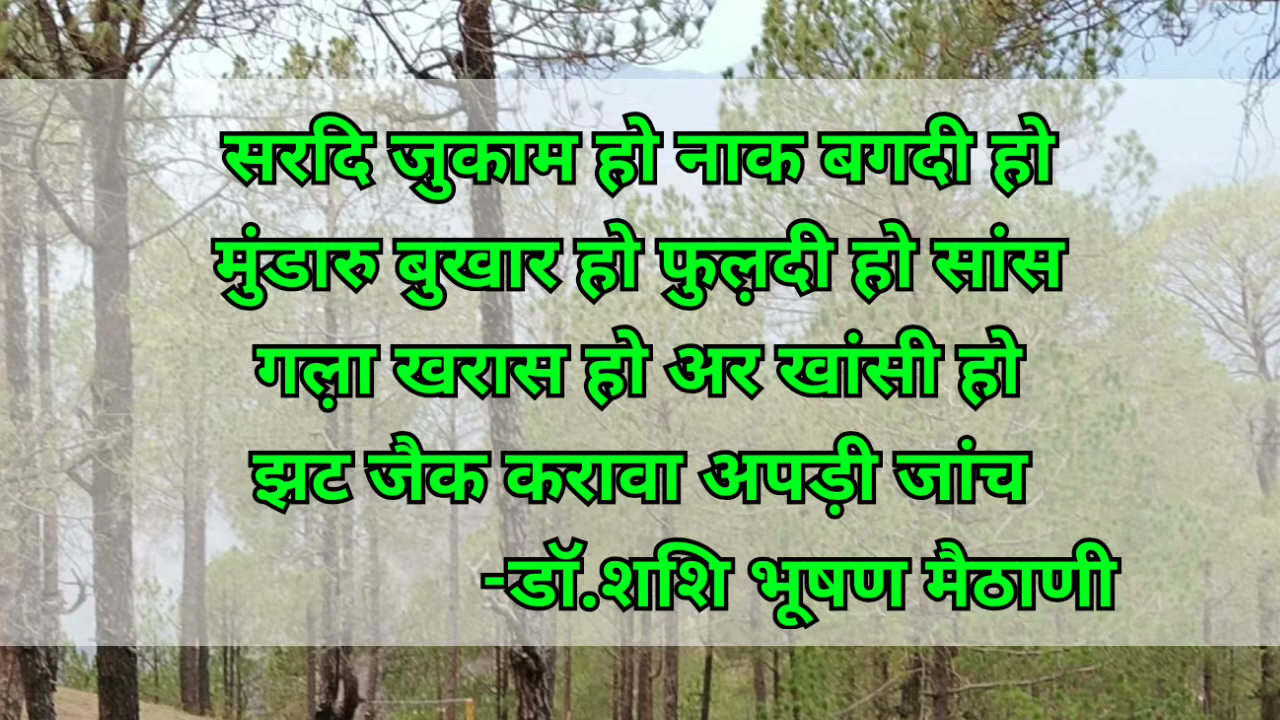 सरदि जुकाम हो नाक बगदी हो
मुंडारु बुखार हो फुल़दी हो सांस
गल़ा खरास हो अर खांसी हो
झट जैक करावा अपड़ी जांच
-डॉ.शशि भूषण मैठाणी